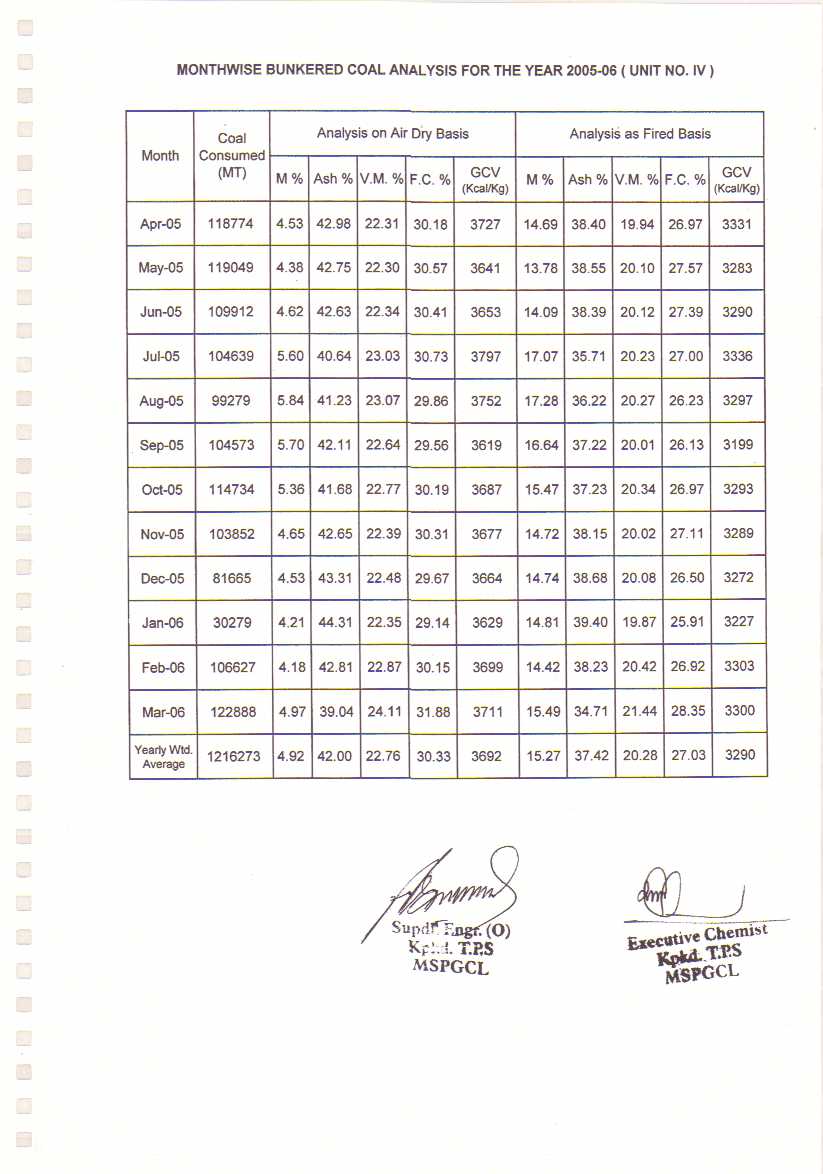 MONTHWISE BUNKERED COAL ANALYSIS FOR THE YEAR 2005-06 ( UNIT NO. IV )
Month Coal Consumed (MT) Analysis on Air Dry Basis Analysis as Fired Basis
M % Ash % V.M. % F.C. % GCV (Kcal/Kg) M % Ash % V.M. % F.C. % GCV (Kcal/Kg)
Apr-05 118774 4.53 42.98 22.31 30.18 3727 14.69 38.40 19.94 26.97 3331
May-05 119049 4.38 42.75 22.30 30.57 3641 13.78 38.55 20.10 27.57 3283
Jun-05 109912 4.62 42.63 22.34 30.41 3653 14.09 38.39 20.12 27.39 3290
Jul-05 104639 5.60 40.64 23.03 30.73 3797 17.07 35.71 20.23 27.00 3336
Aug-05 99279 5.84 41.23 23.07 29.86 3752 17.28 36.22 20.27 26.23 3297
Sep-05 104573 5.70 42.11 22.64 29.56 3619 16.64 37.22 20.01 26.13 3199
Oct-05 114734 5.36 41.68 22.77 30.19 3687 15.47 37.23 20.34 26.97 3293
Nov-05 103852 4.65 42.65 22.39 30.31 3677 14.72 38.15 20.02 27.11 3289
Dec-05 81665 4.53 43.31 22.48 29.67 3664 14.74 38.68 20.08 26.50 3272
Jan-06 30279 4.21 44.31 22.35 29.14 3629 14.81 39.40 19.87 25.91 3227
Feb-06 106627 4.18 42.81 22.87 30.15 3699 14.42 38.23 20.42 26.92 3303
Mar-06 122888 4.97 39.04 24.11 31.88 3711 15.49 34.71 21.44 28.35 3300
Yearly Wtd. Average 1216273 4.92 42.00 22.76 30.33 3692 15.27 37.42 20.28 27.03 3290
Supdt. Engr. (O)
Kpkd. T.P.S
MSPGCL
Executive Chemist
Kpkd. T.P.S
MSPGCL